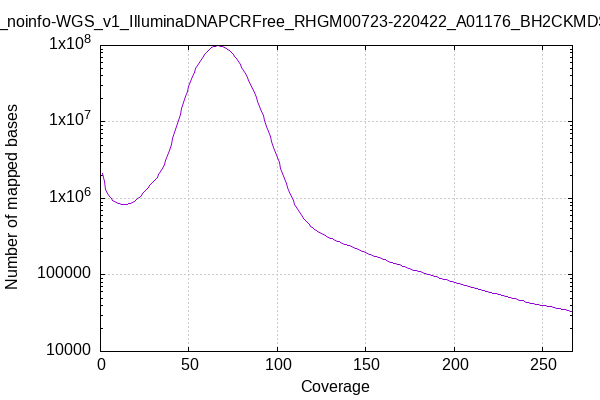 _noinfo-WGS_v1_IlluminaDNAPCRFree_RHGM00723-220422_A01176_BH2CKMDS
1x10^8
1x10^7
1x10^6
100000
10000
Number of mapped bases
0 50 100 150 200 250
Coverage